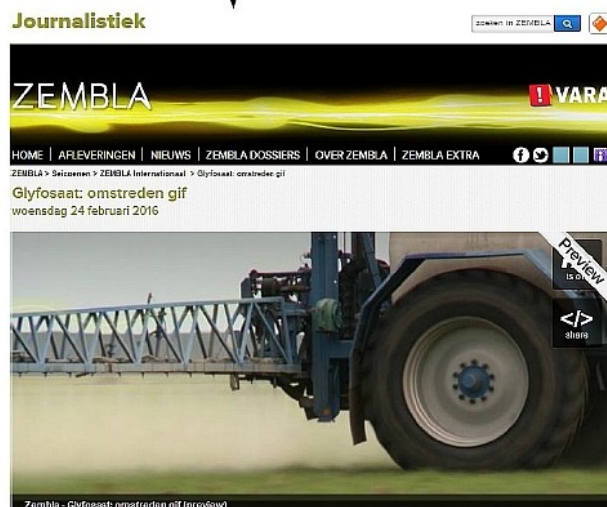 Journalistiek
zoeken in ZEMBLA
ZEMBLA
! VARA
HOME | AFLEVERINGEN | NIEUWS | ZEMBLA DOSSIERS | OVER ZEMBLA | ZEMBLA EXTRA
ZEMBLA > Seizoenen > ZEMBLA Internationaal > Glyfosaat: omstreden gif
Glyfosaat: omstreden gif
woensdag 24 februari 2016
Preview
</>
share
Zembla - Glyfosaat: omstreden gif (preview)